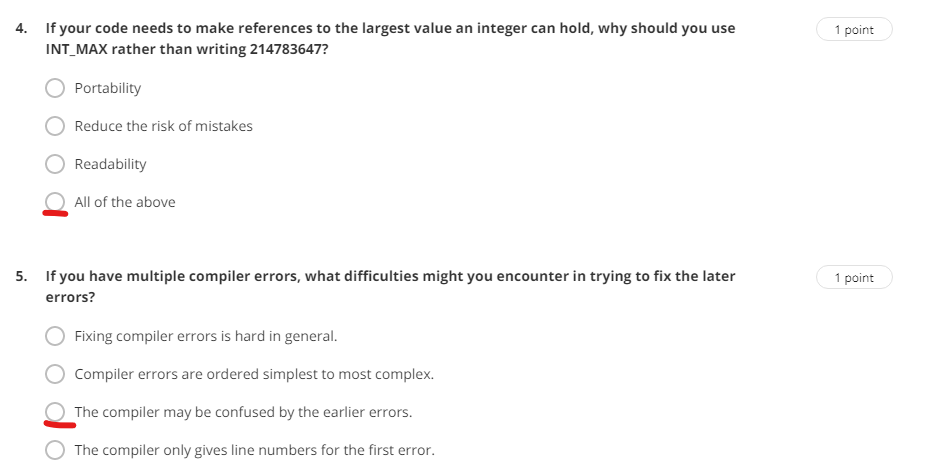 4. If your code needs to make references to the largest value an integer can hold, why should you use
INT_MAX rather than writing 214783647?
1 point
Portability
Reduce the risk of mistakes
Readability
All of the above
5. If you have multiple compiler errors, what difficulties might you encounter in trying to fix the later
errors?
1 point
Fixing compiler errors is hard in general.
Compiler errors are ordered simplest to most complex.
The compiler may be confused by the earlier errors.
The compiler only gives line numbers for the first error.